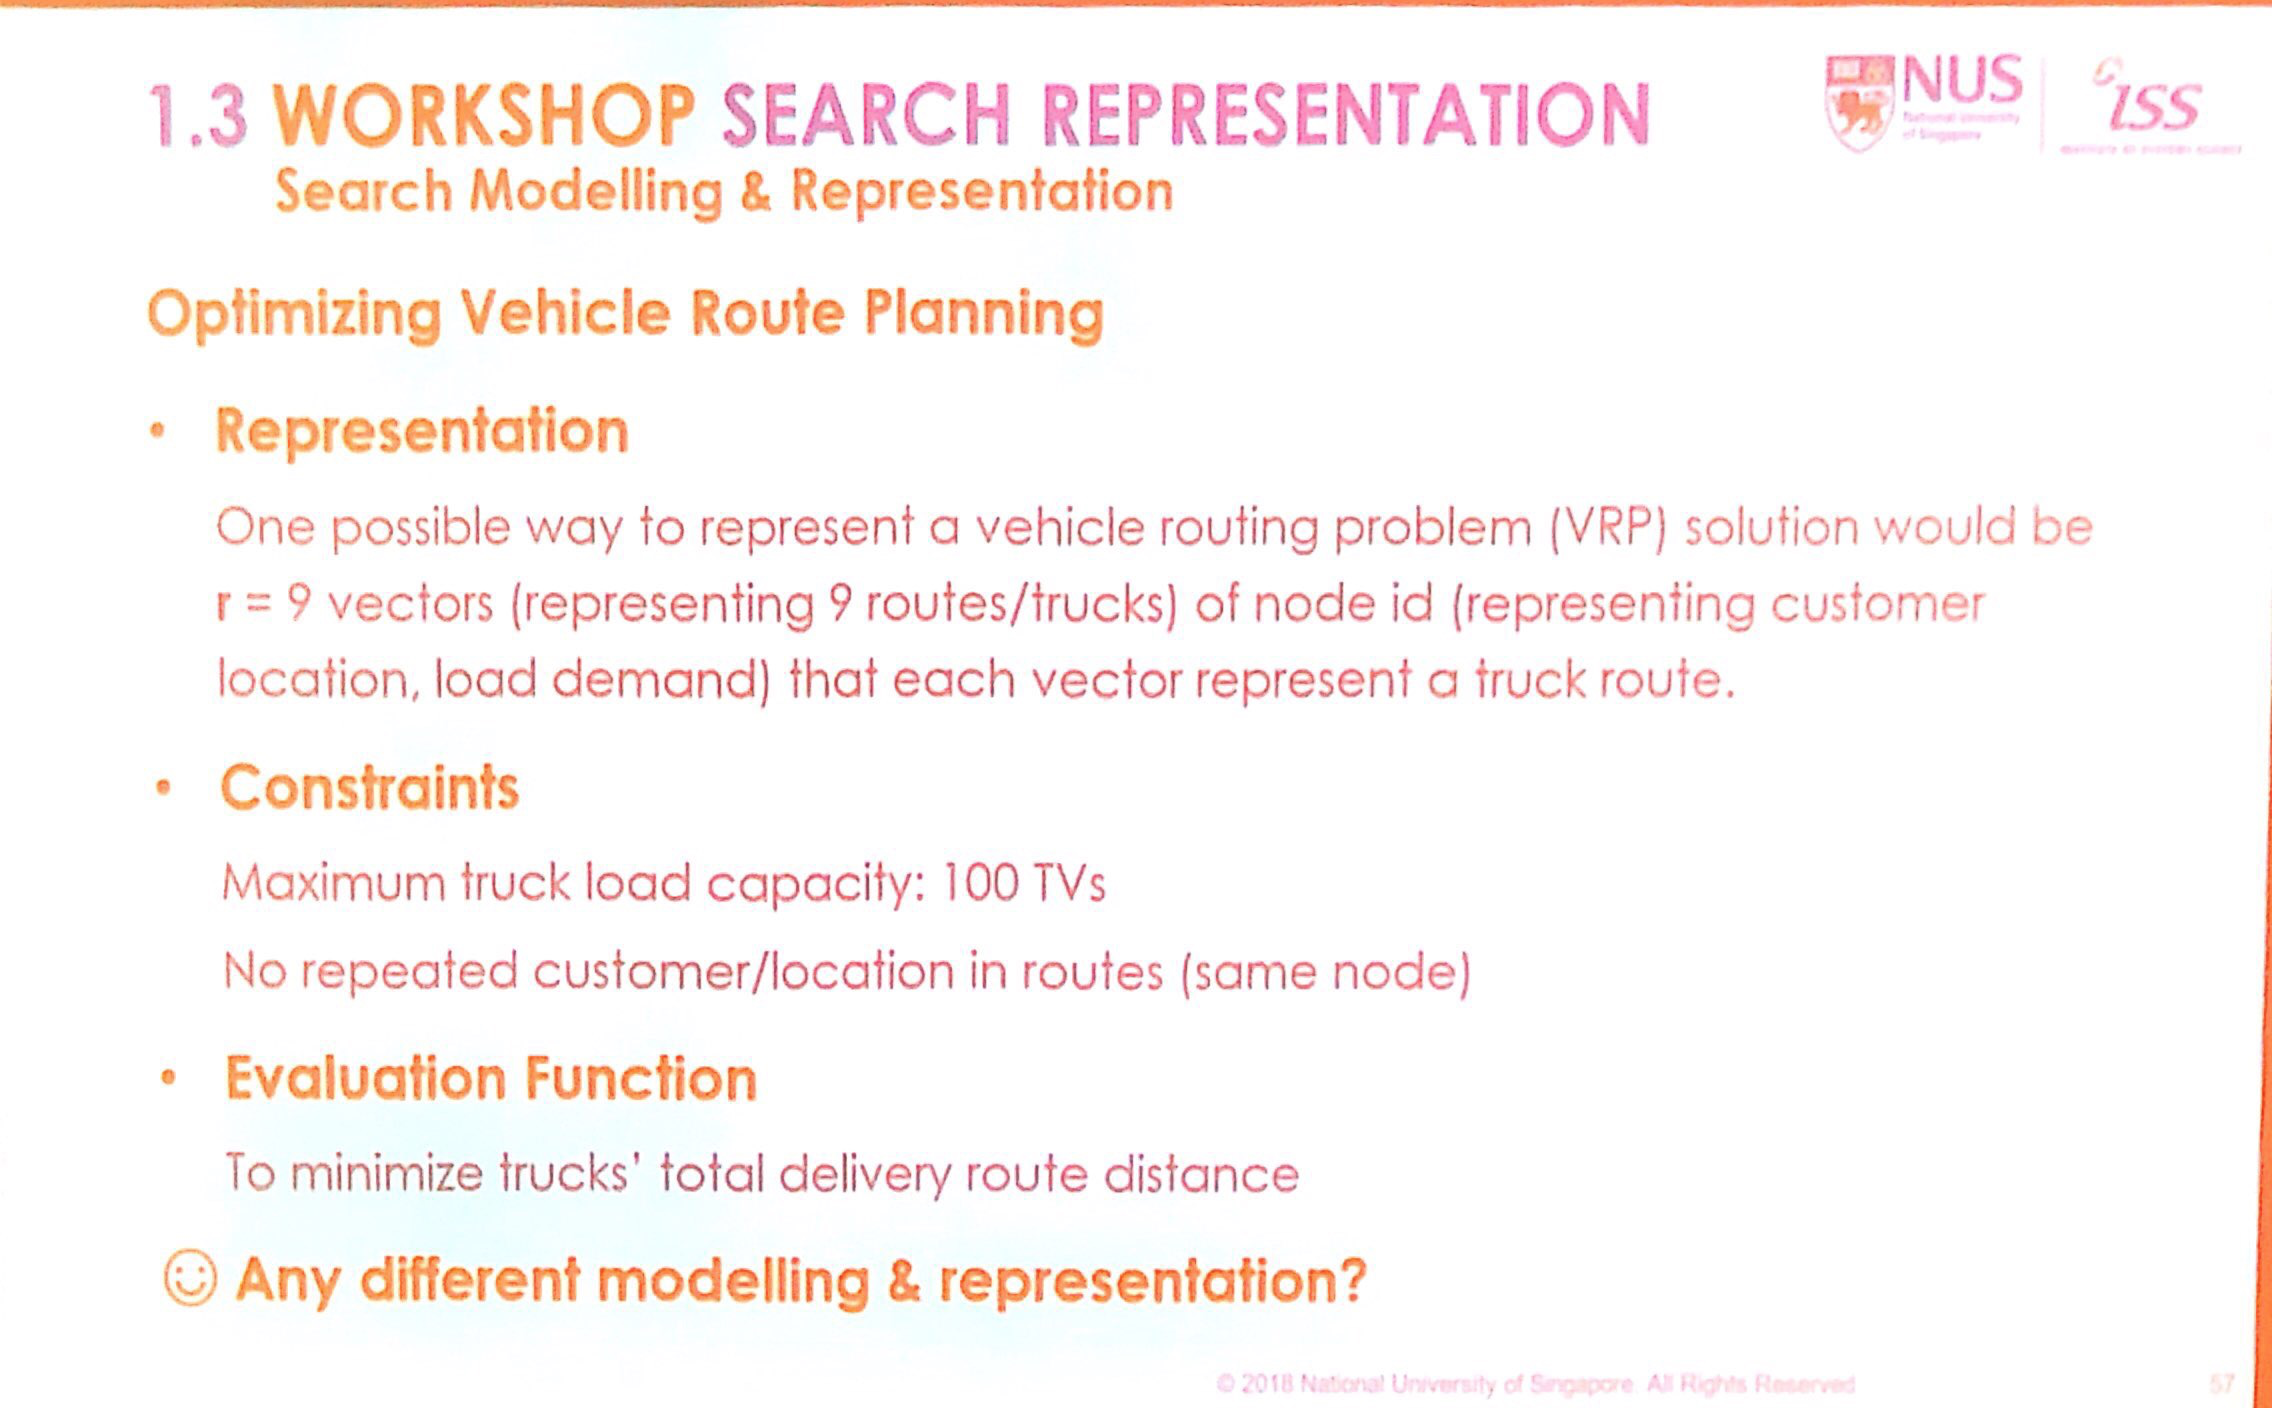 1.3 WORKSHOP SEARCH REPRESENTATION
Search Modelling & Representation
NUS
National University
of Singapore
ISS
Optimizing Vehicle Route Planning
• Representation
One possible way to represent a vehicle routing problem (VRP) solution would be
r = 9 vectors (representing 9 routes/trucks) of node id (representing customer
location, load demand) that each vector represent a truck route.
• Constraints
Maximum truck load capacity: 100 TVs
No repeated customer/location in routes (same node)
• Evaluation Function
To minimize trucks' total delivery route distance
☺ Any different modelling & representation?
© 2018 National University of Singapore. All Rights Reserved
57